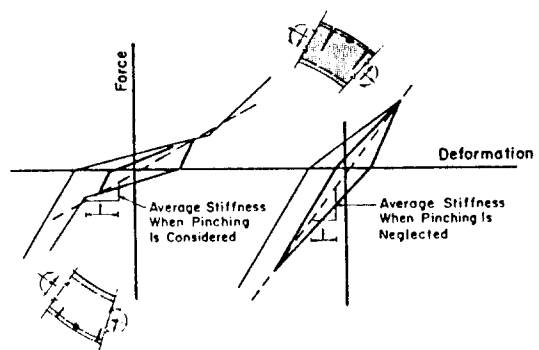 Force
Deformation
Average Stiffness
When Pinching
Is Considered
Average Stiffness
When Pinching Is
Neglected